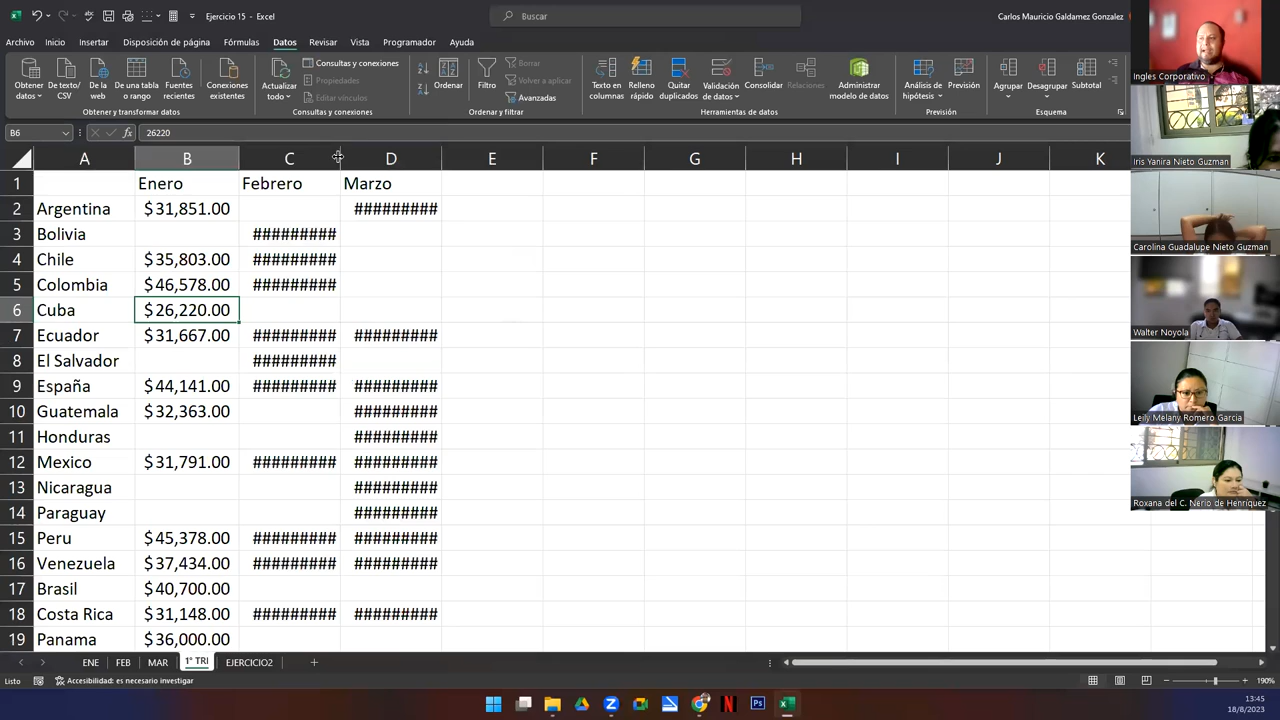 Ejercicio 15 - Excel
Buscar
Carlos Mauricio Galdamez Gonzalez
Archivo Inicio Insertar Disposición de página Fórmulas Datos Revisar Vista Programador Ayuda
Obtener datos
De texto/CSV
De la web
De una tabla o rango
Fuentes recientes
Conexiones existentes
Obtener y transformar datos
Actualizar todo
Consultas y conexiones
Propiedades
Editar vínculos
Consultas y conexiones
Ordenar
Filtro
Borrar
Volver a aplicar
Avanzadas
Ordenar y filtrar
Texto en columnas
Relleno rápido
Quitar duplicados
Validación de datos
Consolidar
Relaciones
Administrar modelo de datos
Herramientas de datos
Análisis de hipótesis
Previsión
Previsión
Agrupar
Desagrupar
Subtotal
Esquema
B6 fx 26220
A B C D E F G H I J K
1 Enero Febrero Marzo
2 Argentina $31,851.00 #########
3 Bolivia #########
4 Chile $35,803.00 #########
5 Colombia $46,578.00 #########
6 Cuba $26,220.00
7 Ecuador $31,667.00 ######### #########
8 El Salvador #########
9 España $44,141.00 ######### #########
10 Guatemala $32,363.00 #########
11 Honduras #########
12 Mexico $31,791.00 ######### #########
13 Nicaragua #########
14 Paraguay #########
15 Peru $45,378.00 ######### #########
16 Venezuela $37,434.00 ######### #########
17 Brasil $40,700.00
18 Costa Rica $31,148.00 ######### #########
19 Panama $36,000.00
ENE FEB MAR 1° TRI EJERCICIO2
Listo Accesibilidad: es necesario investigar 190%
13:45
18/8/2023
Ingles Corporativo
Iris Yanira Nieto Guzman
Carolina Guadalupe Nieto Guzman
Walter Noyola
Leily Melany Romero Garcia
Roxana del C. Nerio de Henríquez